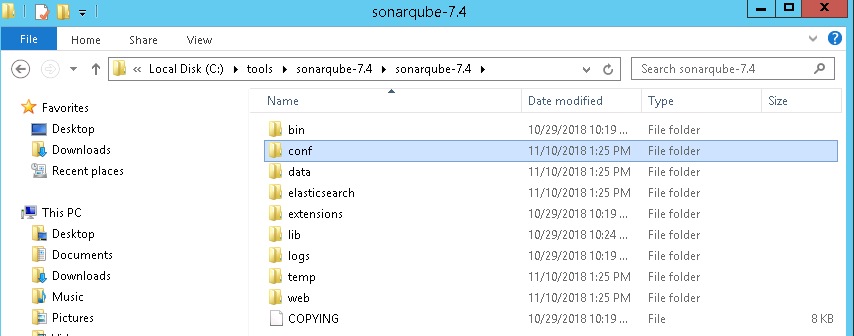 sonarqube-7.4
File Home Share View
Local Disk (C:) tools sonarqube-7.4 sonarqube-7.4 Search sonarqube-7.4
Name Date modified Type Size
Favorites
Desktop
Downloads
Recent places
This PC
Desktop
Documents
Downloads
Music
Pictures
bin 10/29/2018 10:19 ... File folder
conf 11/10/2018 1:25 PM File folder
data 11/10/2018 1:25 PM File folder
elasticsearch 11/10/2018 1:25 PM File folder
extensions 10/29/2018 10:19 ... File folder
lib 10/29/2018 10:24 ... File folder
logs 10/29/2018 10:19 ... File folder
temp 11/10/2018 1:25 PM File folder
web 11/10/2018 1:25 PM File folder
COPYING 10/29/2018 10:19 ... File 8 KB